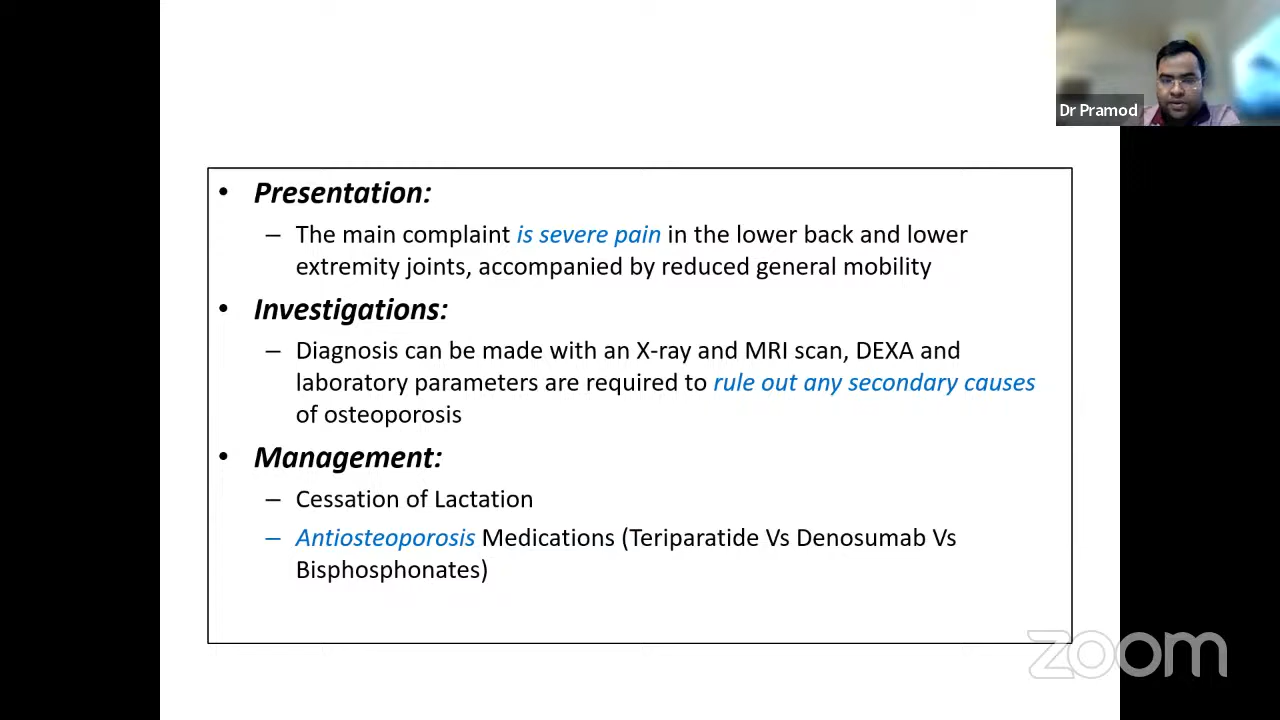 Dr Pramod
• Presentation:
– The main complaint is severe pain in the lower back and lower
extremity joints, accompanied by reduced general mobility
• Investigations:
– Diagnosis can be made with an X-ray and MRI scan, DEXA and
laboratory parameters are required to rule out any secondary causes
of osteoporosis
• Management:
– Cessation of Lactation
– Antiosteoporosis Medications (Teriparatide Vs Denosumab Vs
Bisphosphonates)
zoom